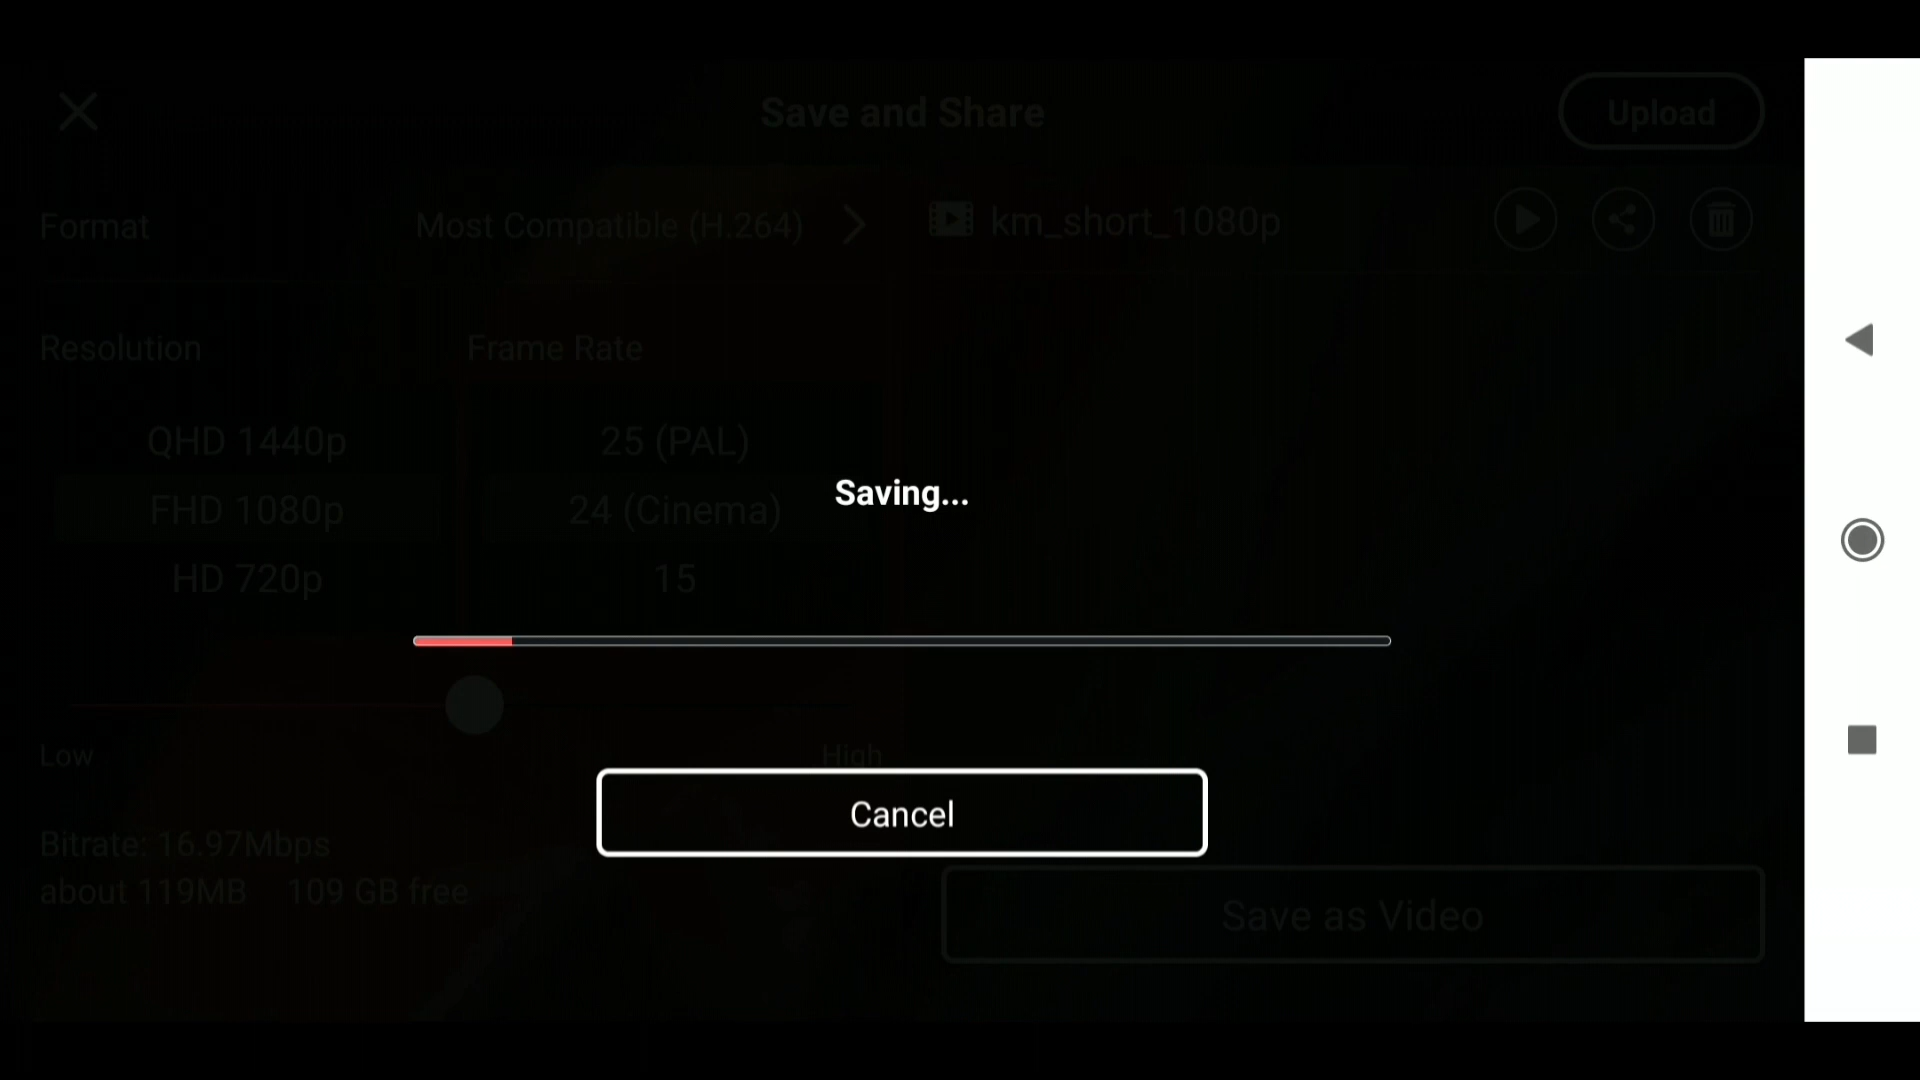 Save and Share
Upload
Format
Most Compatible (H.264)
km_short_1080p
Resolution
Frame Rate
QHD 1440p
25 (PAL)
FHD 1080p
24 (Cinema)
HD 720p
15
Saving...
Low
High
Cancel
Bitrate: 16.97Mbps
about 119MB 109 GB free
Save as Video